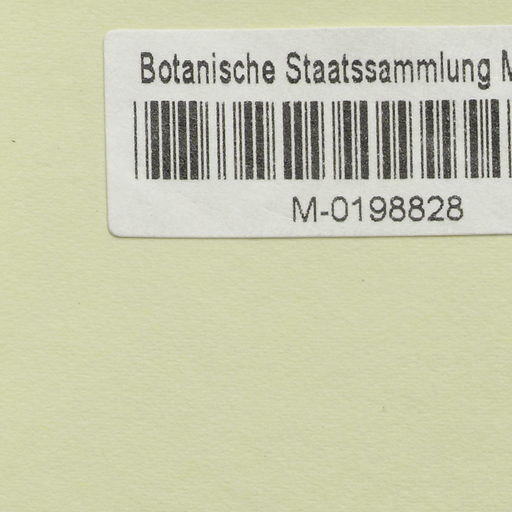 Botanische Staatssammlung M
M-0198828